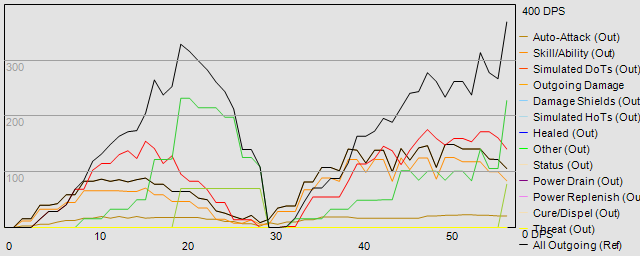 400 DPS
Auto-Attack (Out)
Skill/Ability (Out)
300
Simulated DoTs (Out)
Outgoing Damage
Damage Shields (Out)
200
Simulated HoTs (Out)
Healed (Out)
Other (Out)
Status (Out)
100
Power Drain (Out)
Power Replenish (Ou
Cure/Dispel (Out)
Threat (Out)
0 DPS
All Outgoing (Ref)
0 10 20 30 40 50